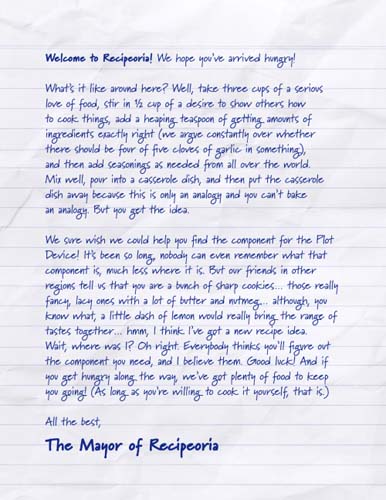 Welcome to Recipeoria! We hope you've arrived hungry!
What's it like around here? Well, take three cups of a serious
love of food, stir in ½ cup of a desire to show others how
to cook things, add a heaping teaspoon of getting amounts of
ingredients exactly right (we argue constantly over whether
there should be four of five cloves of garlic in something),
and then add seasonings as needed from all over the world.
Mix well, pour into a casserole dish, and then put the casserole
dish away because this is only an analogy and you can't bake
an analogy. But you get the idea.
We sure wish we could help you find the component for the Plot
Device! It's been so long, nobody can even remember what that
component is, much less where it is. But our friends in other
regions tell us that you are a bunch of sharp cookies... those really
fancy, lacy ones with a lot of butter and nutmeg... although, you
know what, a little dash of lemon would really bring the range of
tastes together... hmm, I think I've got a new recipe idea.
Wait, where was I? Oh right. Everybody thinks you'll figure out
the component you need, and I believe them. Good luck! And if
you get hungry along the way, we've got plenty of food to keep
you going! (As long as you're willing to cook it yourself, that is.)
All the best,
The Mayor of Recipeoria